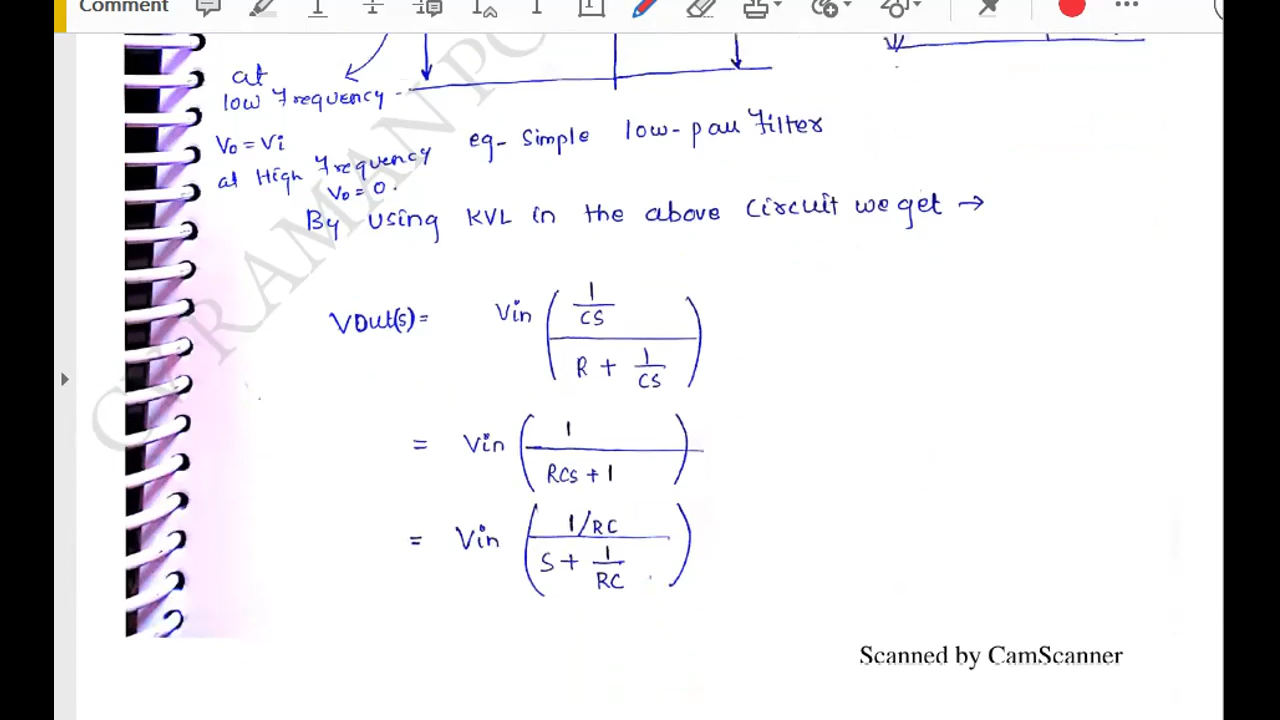 Comment
at
low Frequency -
Vo = Vi
at High Frequency
Vo = 0.
eg- Simple low-pass Filter
By using KVL in the above circuit we get →
Vout(s) = Vin ( (1/CS) / (R + 1/CS) )
= Vin ( 1 / (RCS + 1) )
= Vin ( (1/RC) / (S + 1/RC) )
Scanned by CamScanner